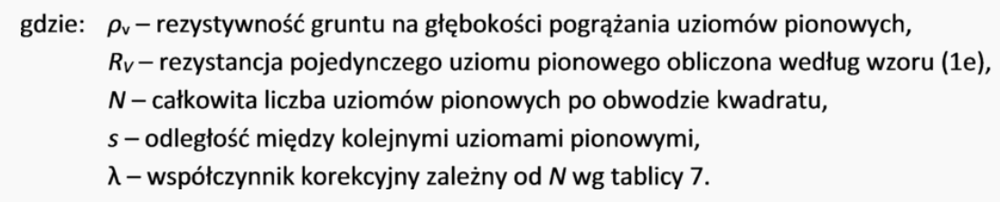 gdzie: ρv – rezystywność gruntu na głębokości pogrążania uziomów pionowych,
RV – rezystancja pojedynczego uziomu pionowego obliczona według wzoru (1e),
N – całkowita liczba uziomów pionowych po obwodzie kwadratu,
s – odległość między kolejnymi uziomami pionowymi,
λ – współczynnik korekcyjny zależny od N wg tablicy 7.